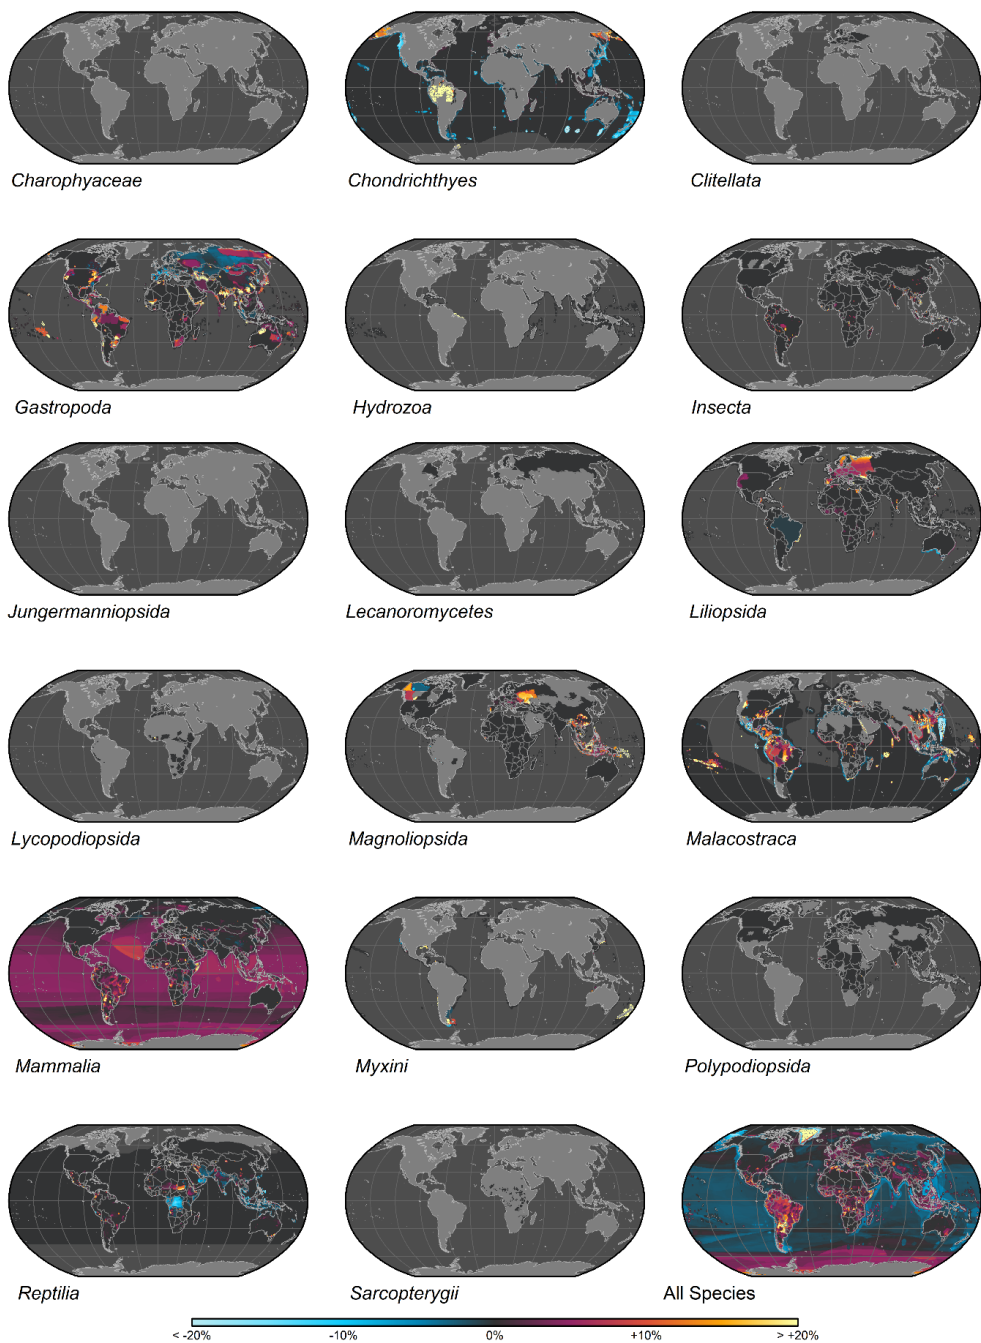 Charophyaceae
Chondrichthyes
Clitellata
Gastropoda
Hydrozoa
Insecta
Jungermanniopsida
Lecanoromycetes
Liliopsida
Lycopodiopsida
Magnoliopsida
Malacostraca
Mammalia
Myxini
Polypodiopsida
Reptilia
Sarcopterygii
All Species
< -20% -10% 0% +10% > +20%